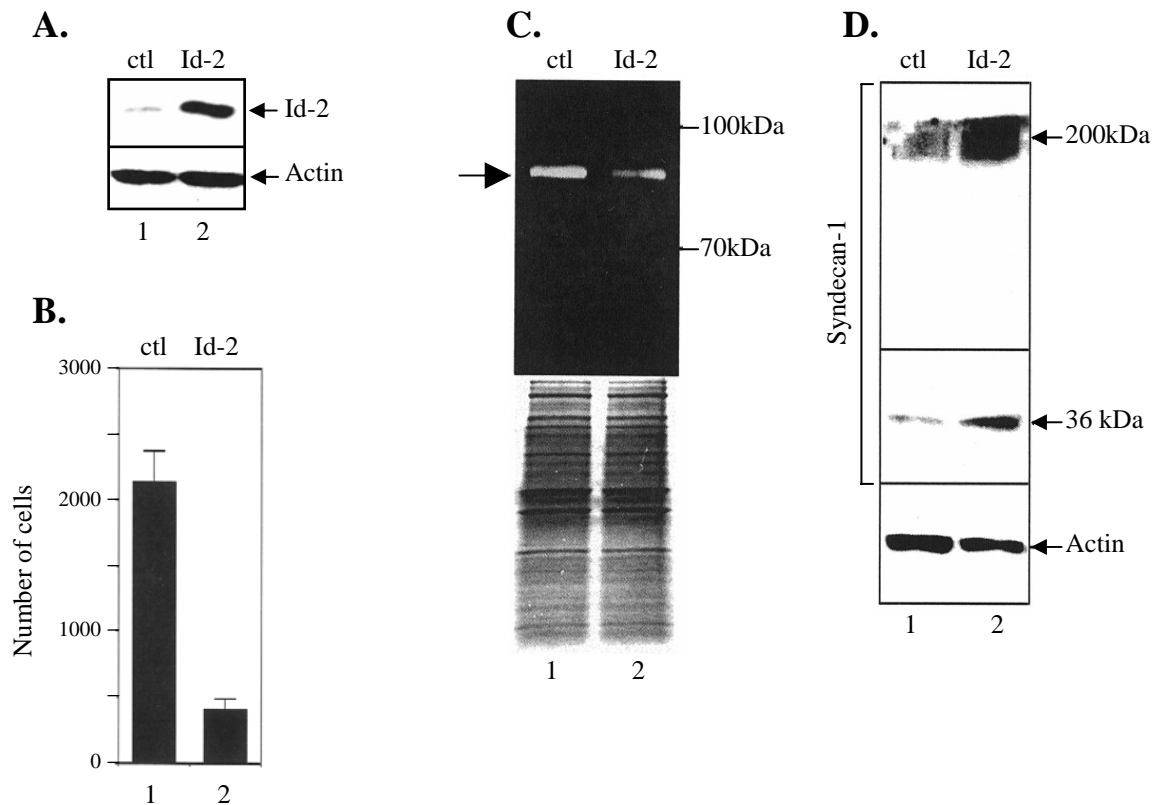 A.
ctl Id-2
Id-2
Actin
1 2
B.
ctl Id-2
3000
2000
1000
0
Number of cells
1 2
C.
ctl Id-2
100kDa
70kDa
1 2
D.
ctl Id-2
200kDa
Syndecan-1
36 kDa
Actin
1 2